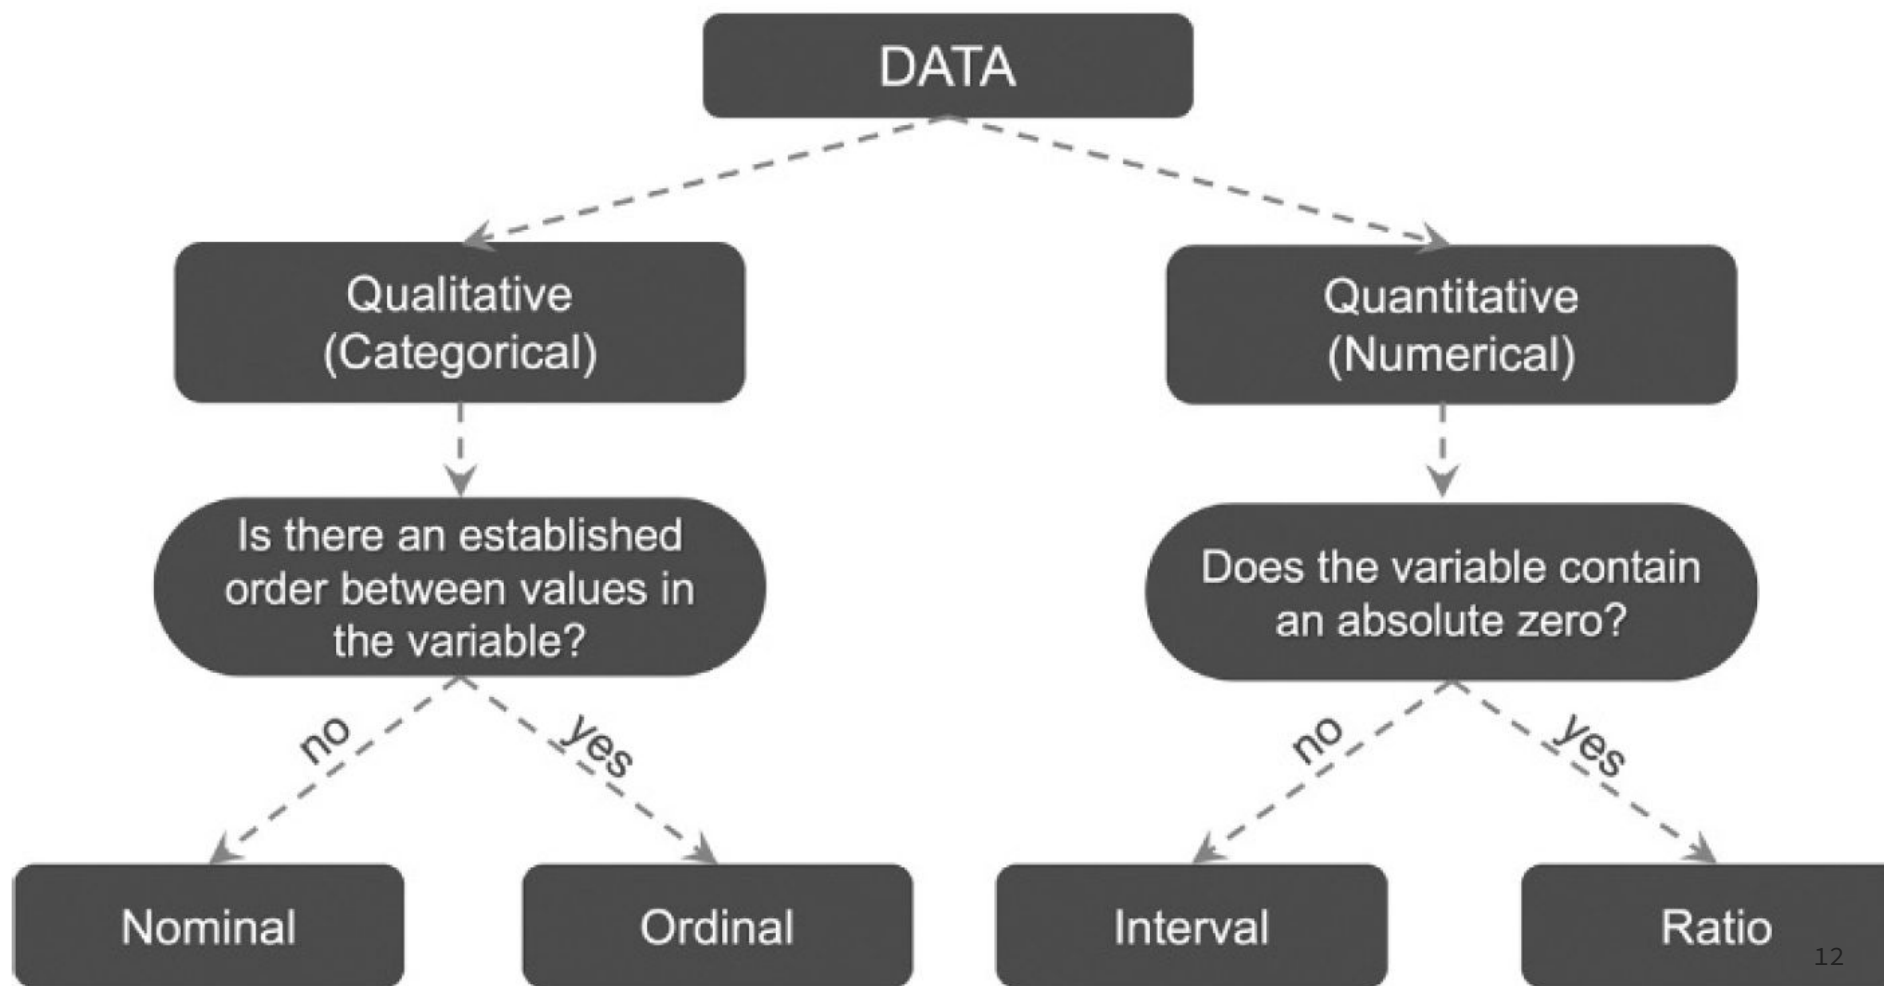 DATA
Qualitative
(Categorical)
Quantitative
(Numerical)
Is there an established
order between values in
the variable?
Does the variable contain
an absolute zero?
no
yes
no
yes
Nominal
Ordinal
Interval
Ratio
12